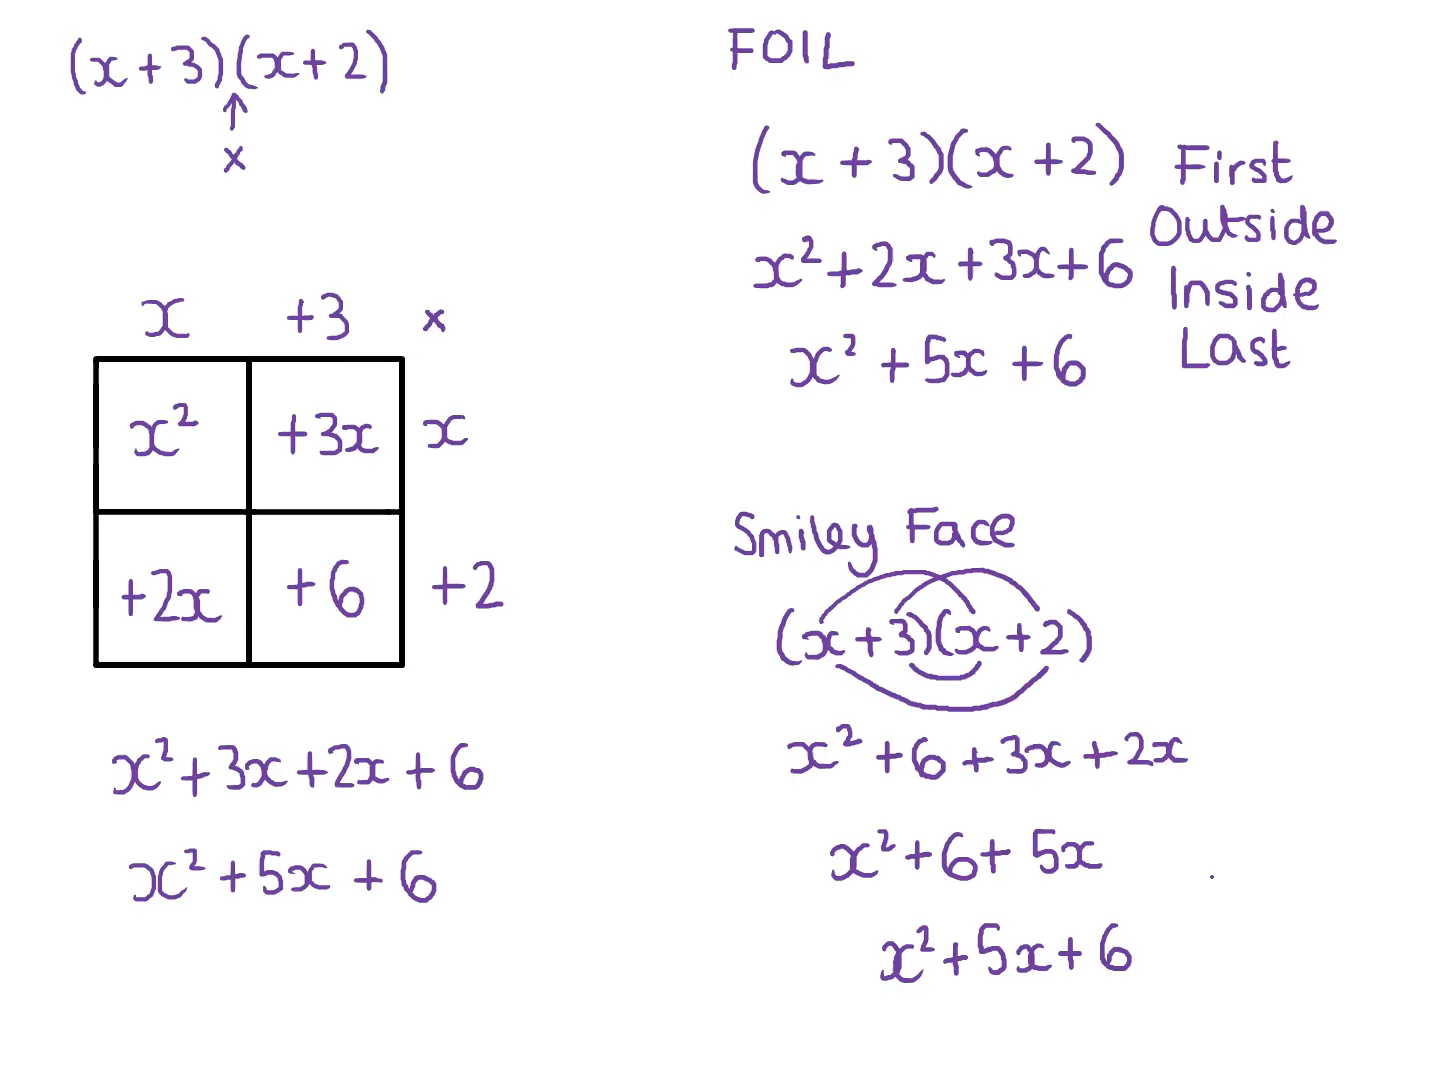 (x + 3)(x + 2)
↑
x
x +3 ×
x² +3x x
+2x +6 +2
x² + 3x + 2x + 6
x² + 5x + 6
FOIL
(x + 3)(x + 2)
x² + 2x + 3x + 6
x² + 5x + 6
First
Outside
Inside
Last
Smiley Face
(x + 3)(x + 2)
x² + 6 + 3x + 2x
x² + 6 + 5x
x² + 5x + 6